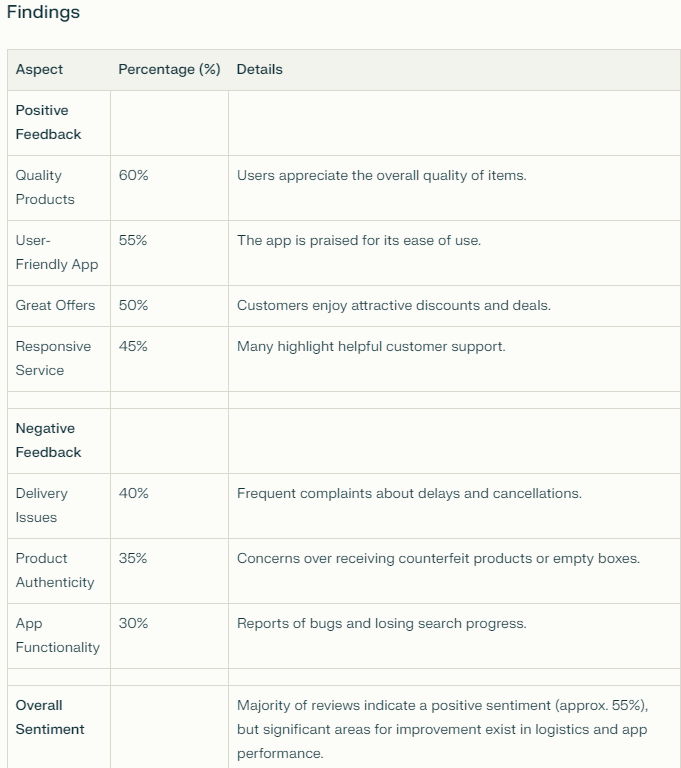 Findings
Aspect Percentage (%) Details
Positive
Feedback
Quality 60% Users appreciate the overall quality of items.
Products
User- 55% The app is praised for its ease of use.
Friendly App
Great Offers 50% Customers enjoy attractive discounts and deals.
Responsive 45% Many highlight helpful customer support.
Service
Negative
Feedback
Delivery 40% Frequent complaints about delays and cancellations.
Issues
Product 35% Concerns over receiving counterfeit products or empty boxes.
Authenticity
App 30% Reports of bugs and losing search progress.
Functionality
Overall Majority of reviews indicate a positive sentiment (approx. 55%),
Sentiment but significant areas for improvement exist in logistics and app
performance.